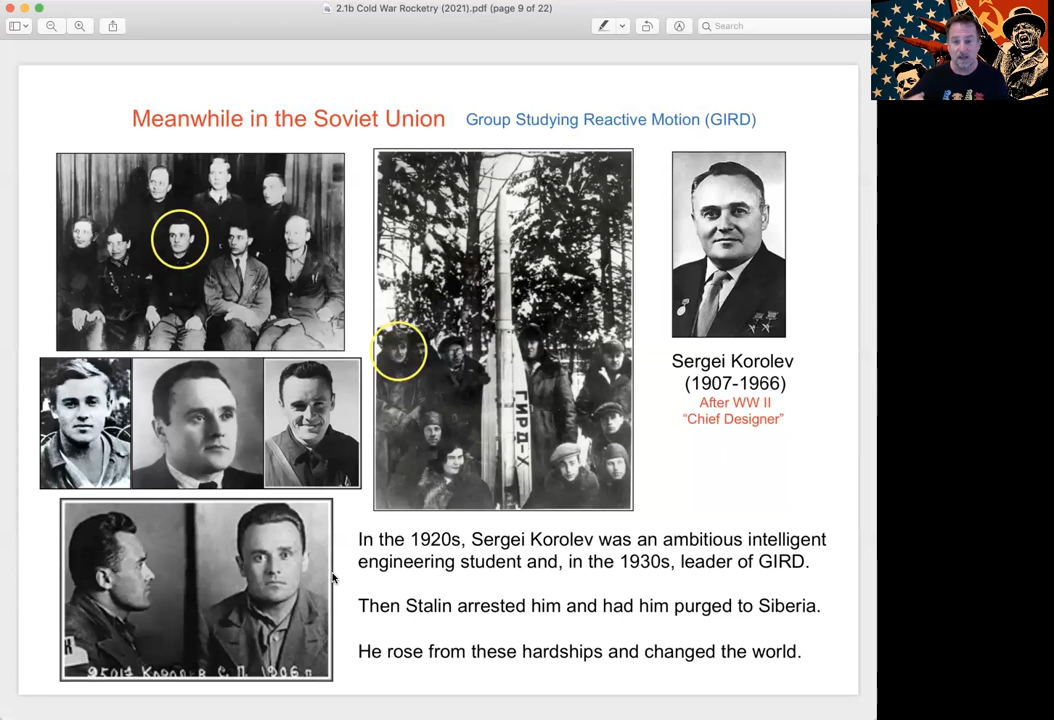 2.1b Cold War Rocketry (2021).pdf (page 9 of 22)
Search
Meanwhile in the Soviet Union
Group Studying Reactive Motion (GIRD)
ГИРД-X
Sergei Korolev
(1907-1966)
After WW II
“Chief Designer”
In the 1920s, Sergei Korolev was an ambitious intelligent
engineering student and, in the 1930s, leader of GIRD.
Then Stalin arrested him and had him purged to Siberia.
He rose from these hardships and changed the world.
С. П. 1906 г